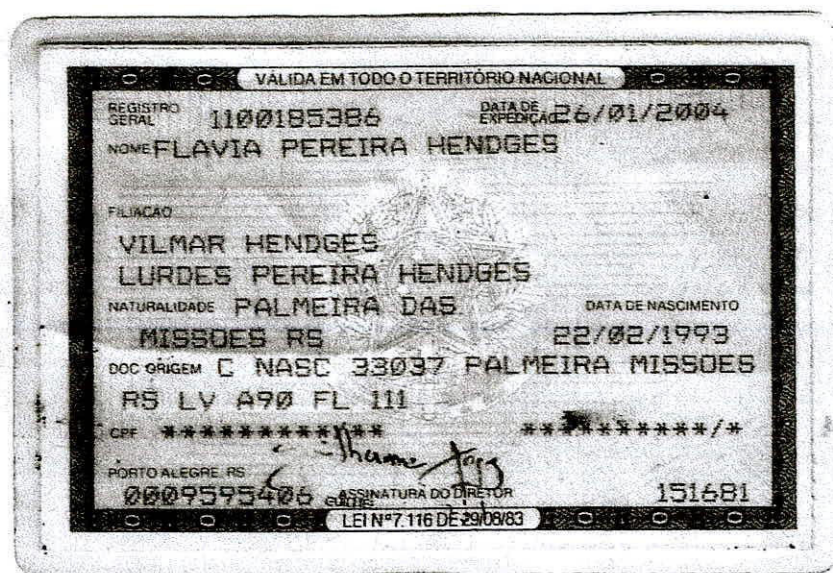 VÁLIDA EM TODO O TERRITÓRIO NACIONAL
REGISTRO GERAL 1100185386 DATA DE EXPEDIÇÃO 26/01/2004
NOME FLAVIA PEREIRA HENDGES
FILIAÇÃO
VILMAR HENDGES
LURDES PEREIRA HENDGES
NATURALIDADE PALMEIRA DAS DATA DE NASCIMENTO
MISSOES RS 22/02/1993
DOC ORIGEM C NASC 33037 PALMEIRA MISSOES
RS LV A90 FL 111
CPF *********** *********/*
PORTO ALEGRE RS
0009595406 ASSINATURA DO DIRETOR 151681
LEI Nº 7.116 DE 29/08/83